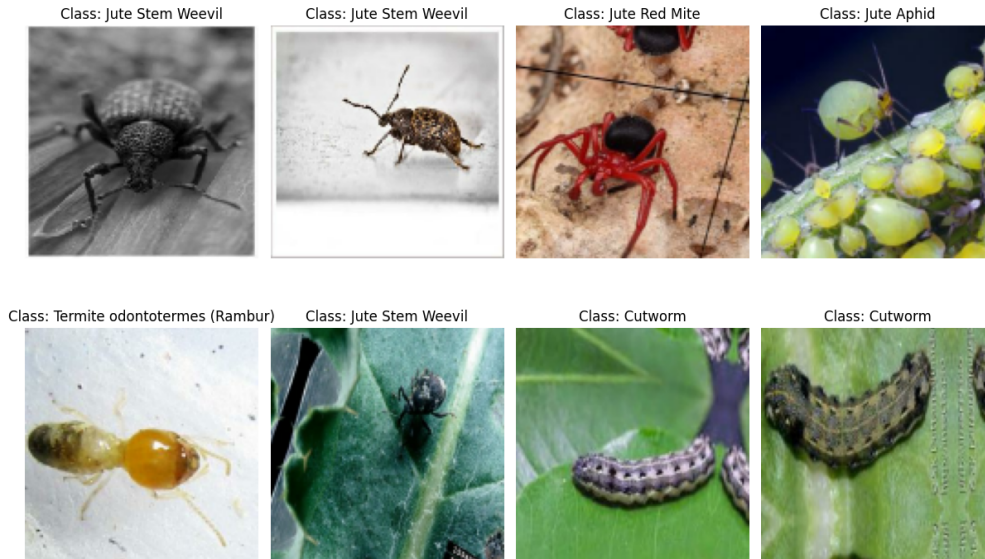 Class: Jute Stem Weevil
Class: Jute Stem Weevil
Class: Jute Red Mite
Class: Jute Aphid
Class: Termite odontotermes (Rambur)
Class: Jute Stem Weevil
Class: Cutworm
Class: Cutworm